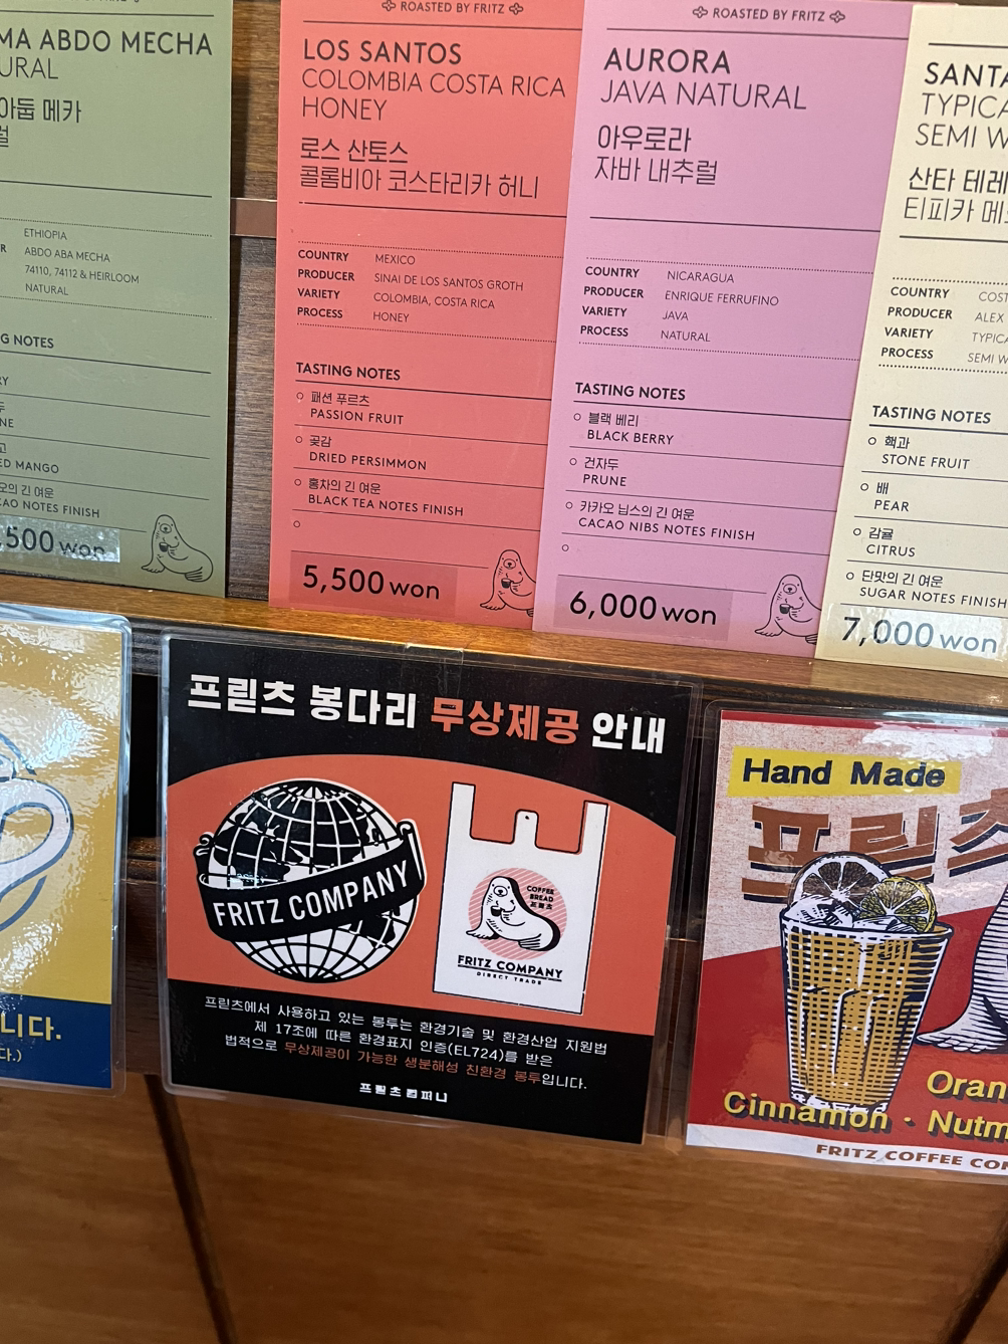 MA ABDO MECHA
URAL
아둡 메카
럴
ETHIOPIA
ABDO ABA MECHA
74110, 74112 & HEIRLOOM
NATURAL
NOTES
MANGO
NOTES FINISH
,500 won
ROASTED BY FRITZ
LOS SANTOS
COLOMBIA COSTA RICA
HONEY
로스 산토스
콜롬비아 코스타리카 허니
COUNTRY MEXICO
PRODUCER SINAI DE LOS SANTOS GROTH
VARIETY COLOMBIA, COSTA RICA
PROCESS HONEY
TASTING NOTES
패션 푸르츠
PASSION FRUIT
곶감
DRIED PERSIMMON
홍차의 긴 여운
BLACK TEA NOTES FINISH
5,500 won
ROASTED BY FRITZ
AURORA
JAVA NATURAL
아우로라
자바 내추럴
COUNTRY NICARAGUA
PRODUCER ENRIQUE FERRUFINO
VARIETY JAVA
PROCESS NATURAL
TASTING NOTES
블랙 베리
BLACK BERRY
건자두
PRUNE
카카오 닙스의 긴 여운
CACAO NIBS NOTES FINISH
6,000 won
SANTA
TYPICA
SEMI W
산타 테레
티피카
COUNTRY COST
PRODUCER ALEX
VARIETY TYPICA
PROCESS SEMI W
TASTING NOTES
핵과
STONE FRUIT
배
PEAR
감귤
CITRUS
단맛의 긴 여운
SUGAR NOTES FINISH
7,000 won
니다.
다.)
프릳츠 봉다리 무상제공 안내
FRITZ COMPANY
COFFEE
BREAD
프릳츠
FRITZ COMPANY
DIRECT TRADE
프릳츠에서 사용하고 있는 봉투는 환경기술 및 환경산업 지원법
제 17조에 따른 환경표지 인증(EL724)를 받은
법적으로 무상제공이 가능한 생분해성 친환경 봉투입니다.
프릳츠컴퍼니
Hand Made
프릳츠
Oran
Cinnamon · Nutm
FRITZ COFFEE COM